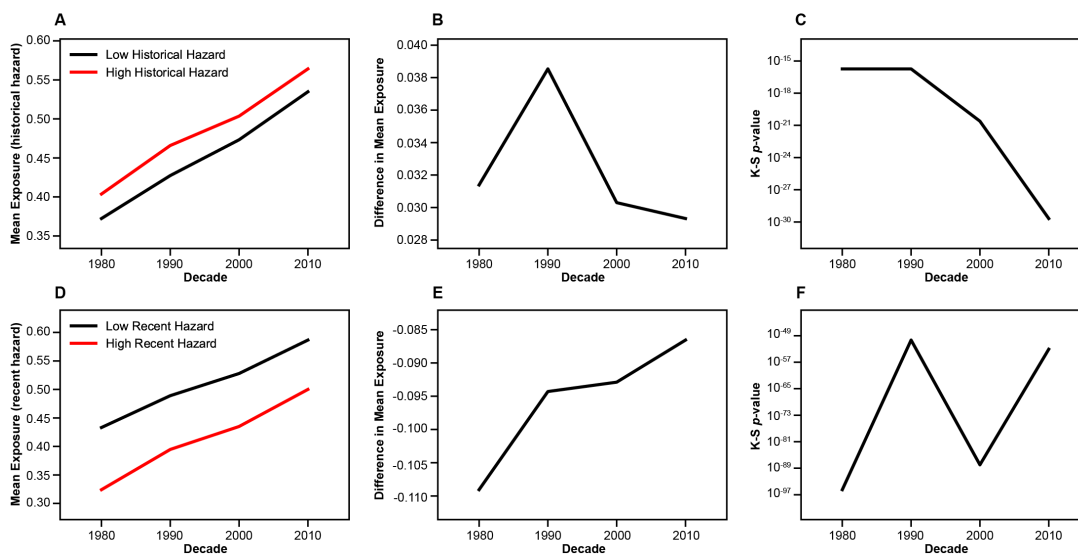 A
Mean Exposure (historical hazard)
0.60
0.55
0.50
0.45
0.40
0.35
Low Historical Hazard
High Historical Hazard
1980 1990 2000 2010
Decade
B
Difference in Mean Exposure
0.040
0.038
0.036
0.034
0.032
0.030
0.028
1980 1990 2000 2010
Decade
C
K-S p-value
10⁻¹⁵
10⁻¹⁸
10⁻²¹
10⁻²⁴
10⁻²⁷
10⁻³⁰
1980 1990 2000 2010
Decade
D
Mean Exposure (recent hazard)
0.60
0.55
0.50
0.45
0.40
0.35
0.30
Low Recent Hazard
High Recent Hazard
1980 1990 2000 2010
Decade
E
Difference in Mean Exposure
-0.085
-0.090
-0.095
-0.100
-0.105
-0.110
1980 1990 2000 2010
Decade
F
K-S p-value
10⁻⁴⁹
10⁻⁵⁷
10⁻⁶⁵
10⁻⁷³
10⁻⁸¹
10⁻⁸⁹
10⁻⁹⁷
1980 1990 2000 2010
Decade